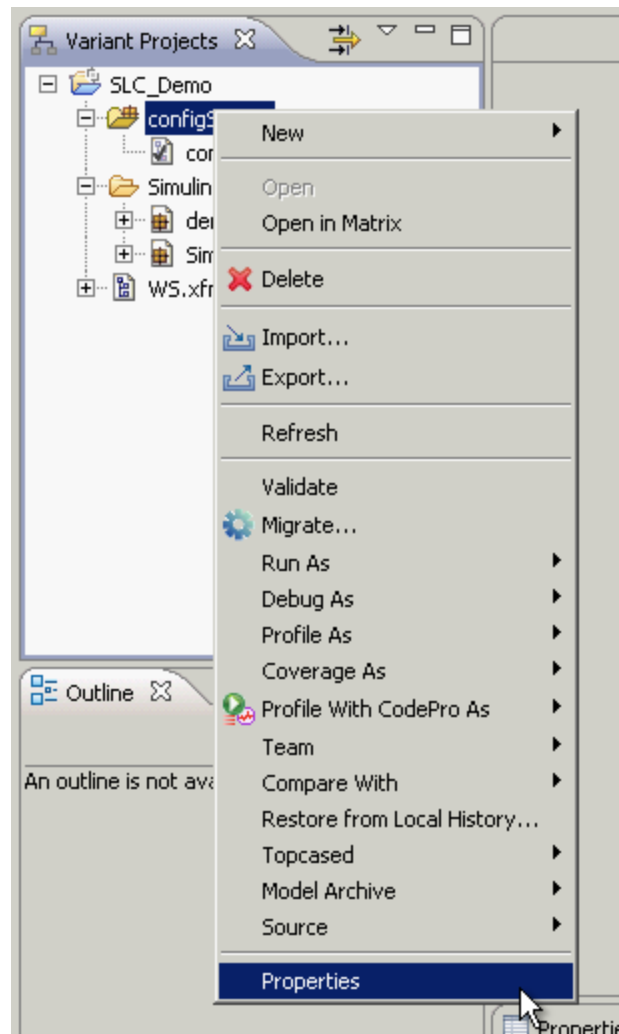 Variant Projects
SLC_Demo
configS
cor
Simulin
der
Sim
WS.xfr
New
Open
Open in Matrix
Delete
Import...
Export...
Refresh
Validate
Migrate...
Run As
Debug As
Profile As
Coverage As
Profile With CodePro As
Team
Compare With
Restore from Local History...
Topcased
Model Archive
Source
Properties
Outline
An outline is not ava
Propertie